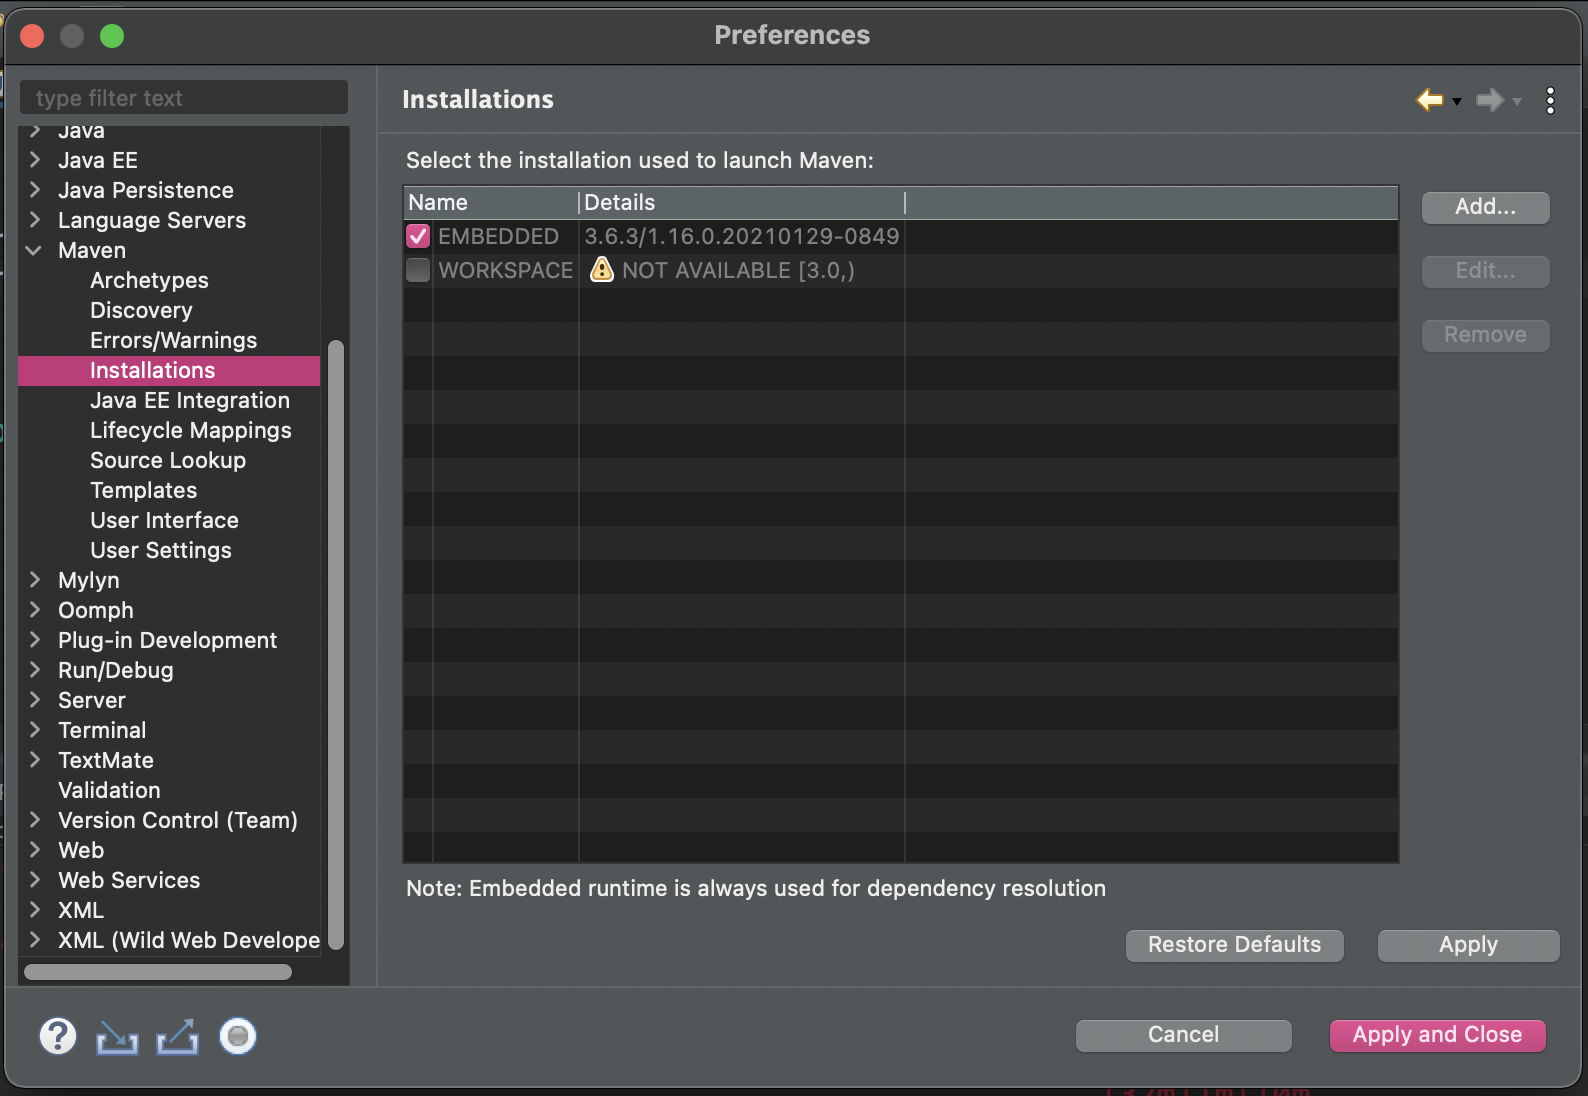 Preferences
type filter text
Java
Java EE
Java Persistence
Language Servers
Maven
Archetypes
Discovery
Errors/Warnings
Installations
Java EE Integration
Lifecycle Mappings
Source Lookup
Templates
User Interface
User Settings
Mylyn
Oomph
Plug-in Development
Run/Debug
Server
Terminal
TextMate
Validation
Version Control (Team)
Web
Web Services
XML
XML (Wild Web Develope
Installations
Select the installation used to launch Maven:
Name Details
EMBEDDED 3.6.3/1.16.0.20210129-0849
WORKSPACE NOT AVAILABLE [3.0,)
Add...
Edit...
Remove
Note: Embedded runtime is always used for dependency resolution
Restore Defaults Apply
Cancel Apply and Close